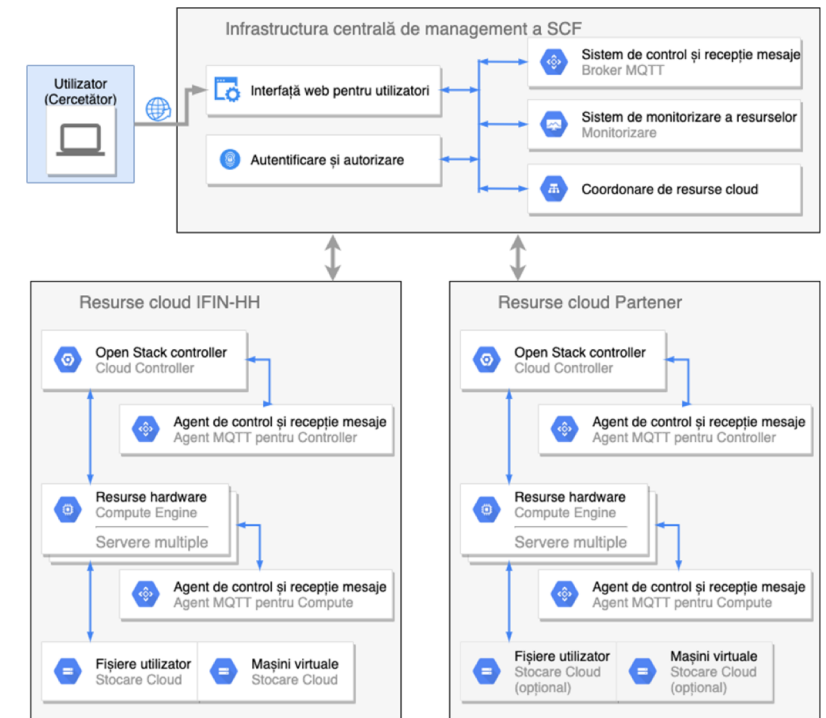 Infrastructura centrală de management a SCF
Utilizator
(Cercetător)
Interfață web pentru utilizatori
Autentificare și autorizare
Sistem de control și recepție mesaje
Broker MQTT
Sistem de monitorizare a resurselor
Monitorizare
Coordonare de resurse cloud
Resurse cloud IFIN-HH
Open Stack controller
Cloud Controller
Agent de control și recepție mesaje
Agent MQTT pentru Controller
Resurse hardware
Compute Engine
Servere multiple
Agent de control și recepție mesaje
Agent MQTT pentru Compute
Fișiere utilizator
Stocare Cloud
Mașini virtuale
Stocare Cloud
Resurse cloud Partener
Open Stack controller
Cloud Controller
Agent de control și recepție mesaje
Agent MQTT pentru Controller
Resurse hardware
Compute Engine
Servere multiple
Agent de control și recepție mesaje
Agent MQTT pentru Compute
Fișiere utilizator
Stocare Cloud
(opțional)
Mașini virtuale
Stocare Cloud
(opțional)